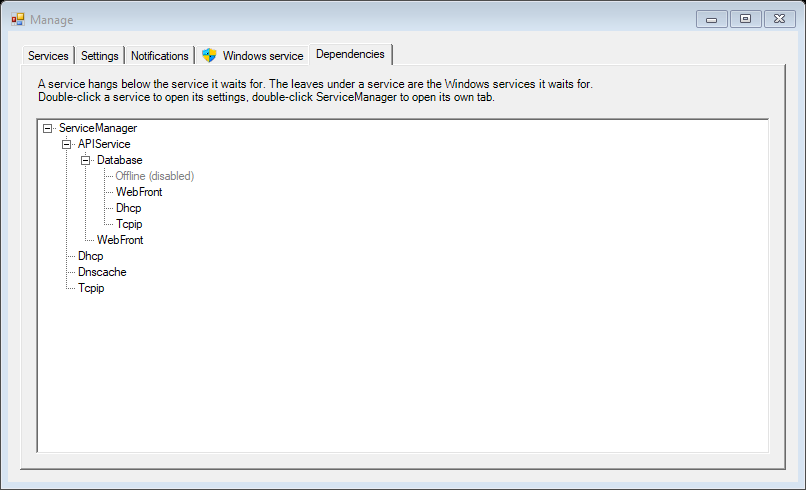 Manage
Services
Settings
Notifications
Windows service
Dependencies
A service hangs below the service it waits for. The leaves under a service are the Windows services it waits for.
Double-click a service to open its settings, double-click ServiceManager to open its own tab.
ServiceManager
APIService
Database
Offline (disabled)
WebFront
Dhcp
Tcpip
WebFront
Dhcp
Dnscache
Tcpip